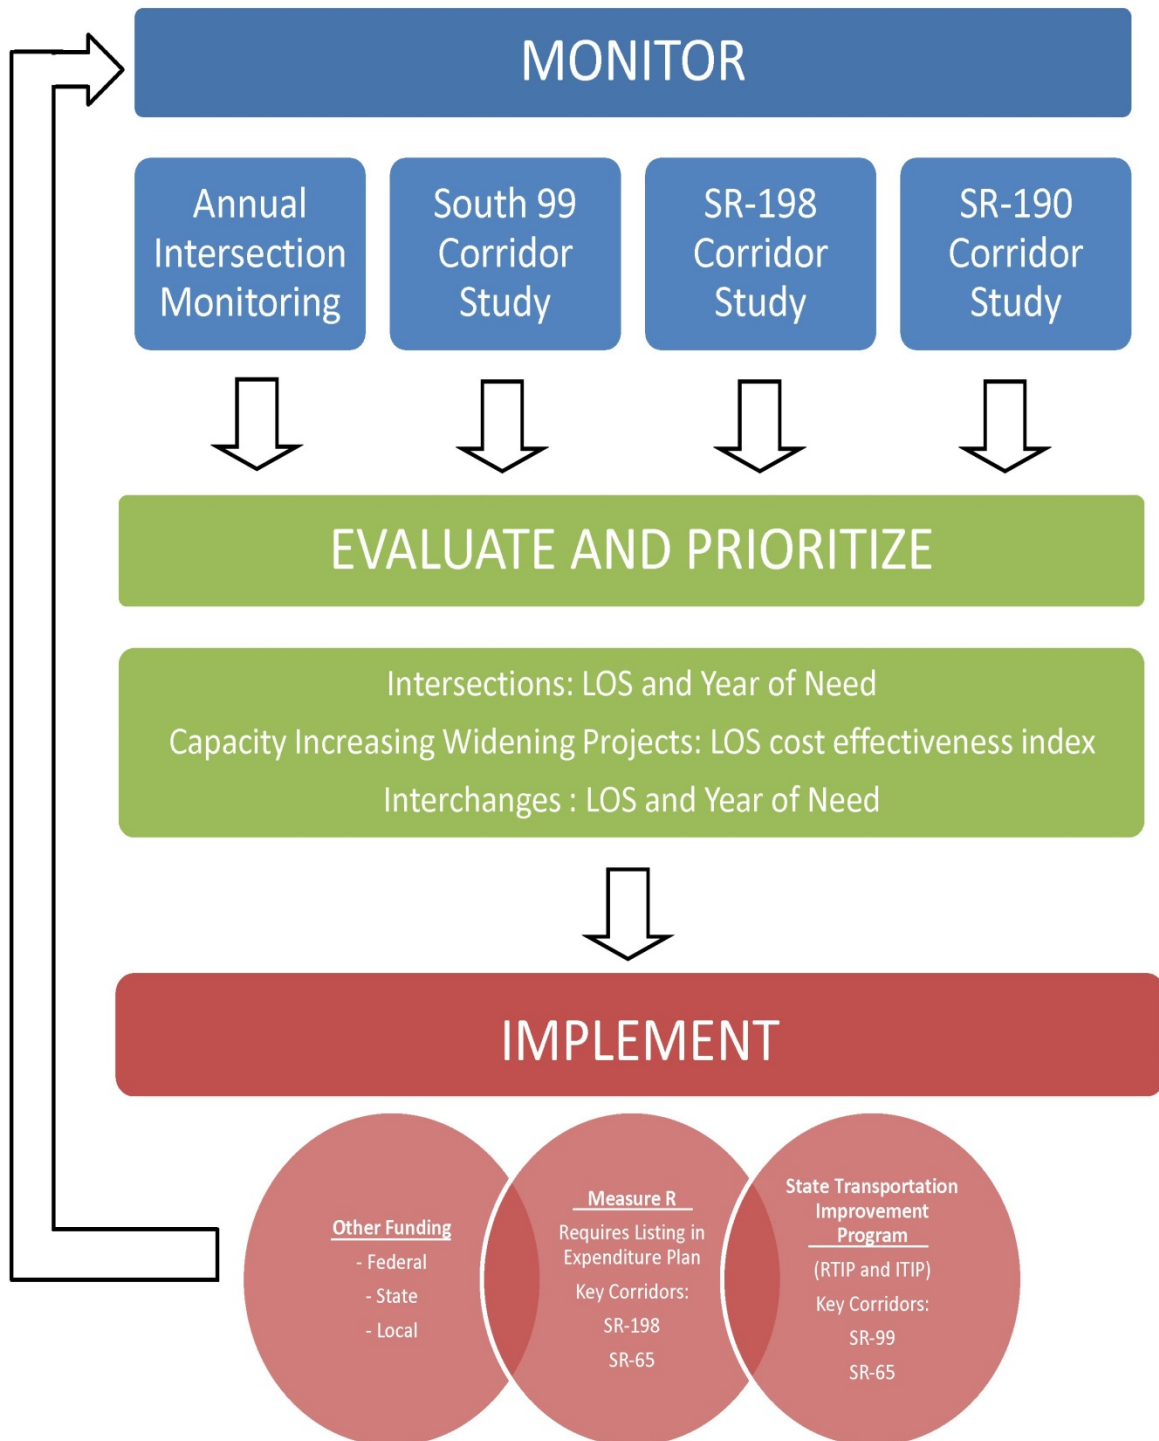 MONITOR
Annual
Intersection
Monitoring
South 99
Corridor
Study
SR-198
Corridor
Study
SR-190
Corridor
Study
EVALUATE AND PRIORITIZE
Intersections: LOS and Year of Need
Capacity Increasing Widening Projects: LOS cost effectiveness index
Interchanges : LOS and Year of Need
IMPLEMENT
Other Funding
- Federal
- State
- Local
Measure R
Requires Listing in
Expenditure Plan
Key Corridors:
SR-198
SR-65
State Transportation
Improvement
Program
(RTIP and ITIP)
Key Corridors:
SR-99
SR-65